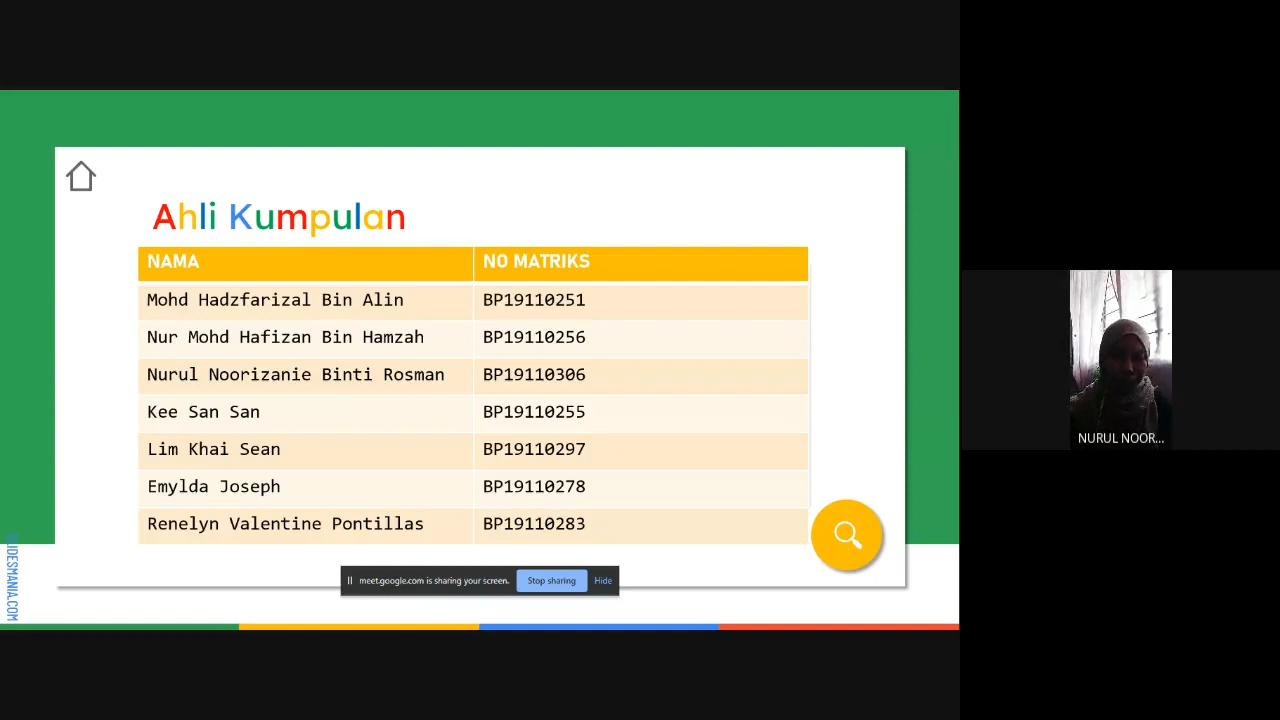 Ahli Kumpulan
NAMA NO MATRIKS
Mohd Hadzfarizal Bin Alin BP19110251
Nur Mohd Hafizan Bin Hamzah BP19110256
Nurul Noorizanie Binti Rosman BP19110306
Kee San San BP19110255
Lim Khai Sean BP19110297
Emylda Joseph BP19110278
Renelyn Valentine Pontillas BP19110283
meet.google.com is sharing your screen. Stop sharing Hide
SLIDESMANIA.COM
NURUL NOOR...